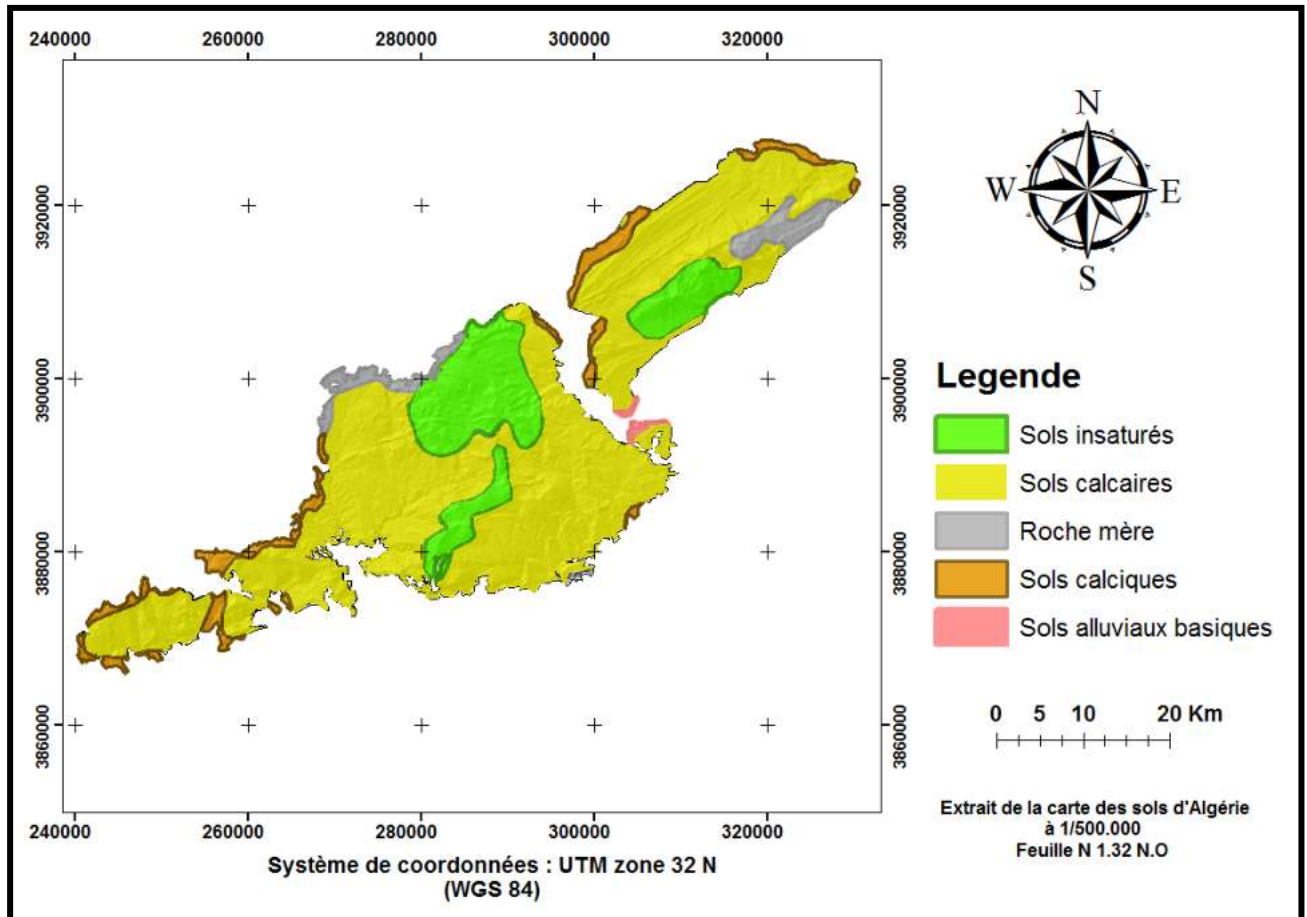 240000 260000 280000 300000 320000
3920000 3920000
3900000 3900000
3880000 3880000
3860000 3860000
240000 260000 280000 300000 320000
Système de coordonnées : UTM zone 32 N
(WGS 84)
N
W E
S
Legende
Sols insaturés
Sols calcaires
Roche mère
Sols calciques
Sols alluviaux basiques
0 5 10 20 Km
Extrait de la carte des sols d'Algérie
à 1/500.000
Feuille N 1.32 N.O